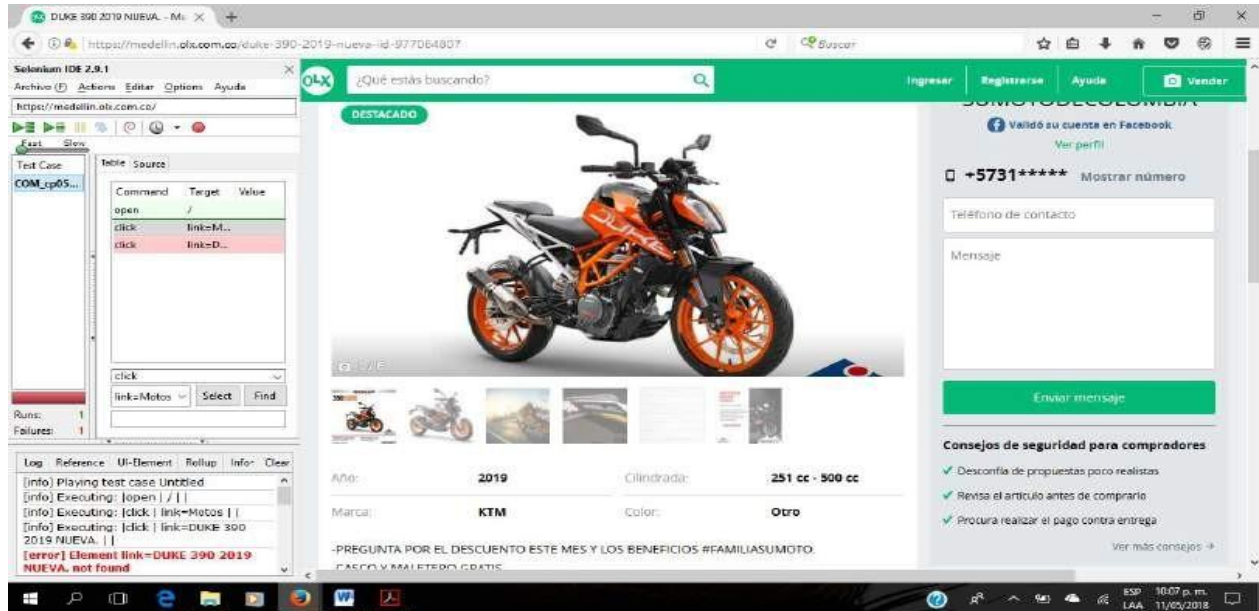 DUKE 390 2019 NUEVA. - Me
https://medellin.olx.com.co/duke-390-2019-nueva-iid-977064807
Buscar
Selenium IDE 2.9.1
Archivo (F) Actions Editar Options Ayuda
https://medellin.olx.com.co/
Fast Slow
Test Case
COM_cp05...
Table Source
Command Target Value
open /
click link=M...
click link=D...
click
link=Motos Select Find
Runs: 1
Failures: 1
Log Reference UI-Element Rollup Info Clear
[info] Playing test case Untitled
[info] Executing: |open | / | |
[info] Executing: |click | link=Motos | |
[info] Executing: |click | link=DUKE 390
2019 NUEVA. | |
[error] Element link=DUKE 390 2019
NUEVA. not found
OLX
¿Qué estás buscando?
Ingresar Registrarse Ayuda Vender
DESTACADO
DUKE
1 / 6
Año: 2019 Cilindrada: 251 cc - 500 cc
Marca: KTM Color: Otro
-PREGUNTA POR EL DESCUENTO ESTE MES Y LOS BENEFICIOS #FAMILIASUMOTO.
CASCO Y MALETERO GRATIS
SUMOTODECOLOMBIA
Validó su cuenta en Facebook
Ver perfil
+5731***** Mostrar número
Teléfono de contacto
Mensaje
Enviar mensaje
Consejos de seguridad para compradores
Desconfía de propuestas poco realistas
Revisa el artículo antes de comprarlo
Procura realizar el pago contra entrega
Ver más consejos →
ESP
LAA
10:07 p. m.
11/05/2018